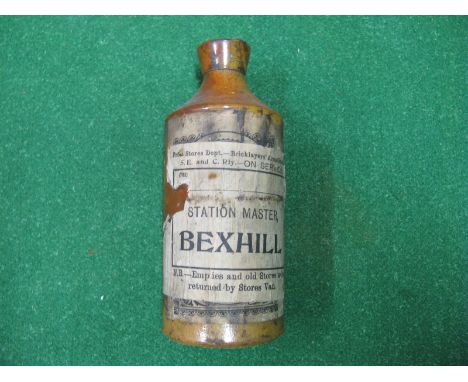 Stores Dept.—Bricklayers'
S. E. and C. Rly.—ON
STATION MASTER,
BEXHILL
N.B.—Empties and old Stores
returned by Stores Van.